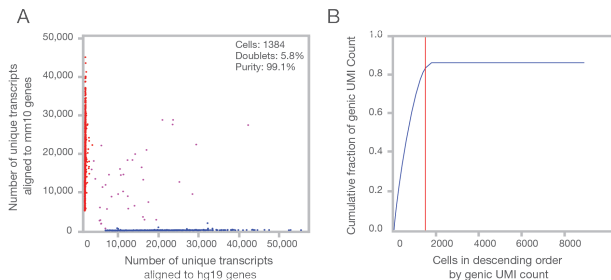 A
Number of unique transcripts
aligned to mm10 genes
50,000
40,000
30,000
20,000
10,000
0
Cells: 1384
Doublets: 5.8%
Purity: 99.1%
0 10,000 20,000 30,000 40,000 50,000
Number of unique transcripts
aligned to hg19 genes
B
Cumulative fraction of genic UMI Count
1.0
0.8
0.6
0.4
0.2
0.0
0 2000 4000 6000 8000
Cells in descending order
by genic UMI count